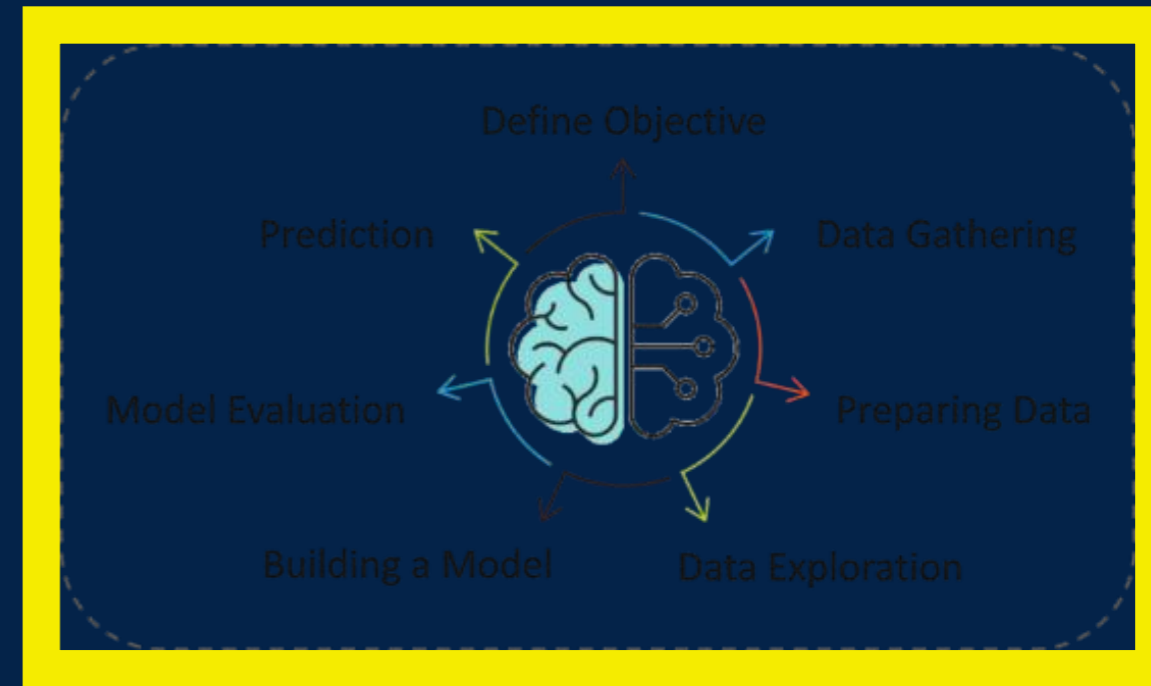 Define Objective
Prediction
Data Gathering
Model Evaluation
Preparing Data
Building a Model
Data Exploration